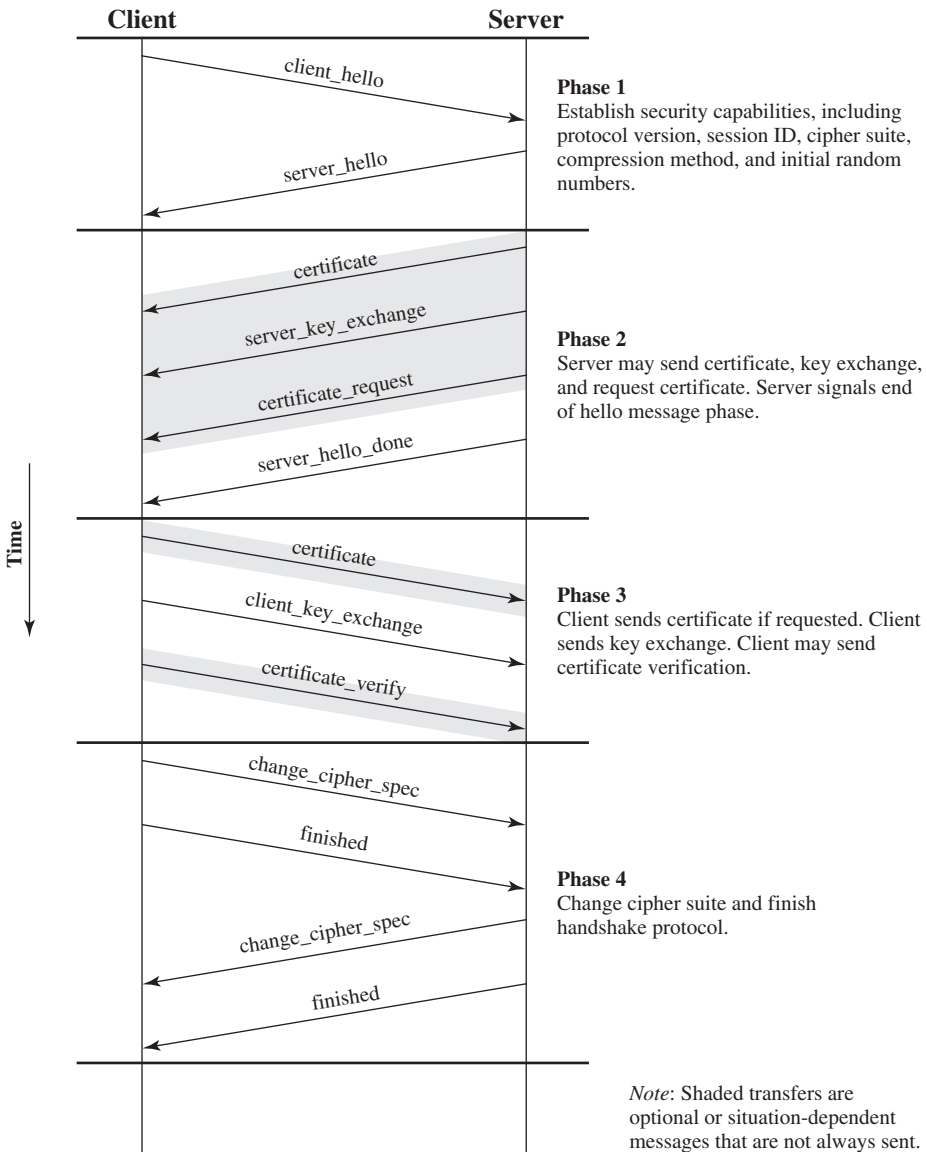 Client
Server
client_hello
Phase 1
Establish security capabilities, including
protocol version, session ID, cipher suite,
compression method, and initial random
numbers.
server_hello
certificate
server_key_exchange
certificate_request
server_hello_done
Phase 2
Server may send certificate, key exchange,
and request certificate. Server signals end
of hello message phase.
Time
certificate
client_key_exchange
certificate_verify
Phase 3
Client sends certificate if requested. Client
sends key exchange. Client may send
certificate verification.
change_cipher_spec
finished
change_cipher_spec
finished
Phase 4
Change cipher suite and finish
handshake protocol.
Note: Shaded transfers are
optional or situation-dependent
messages that are not always sent.